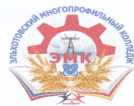 ЭЛЬХОТОВСКИЙ МНОГОПРОФИЛЬНЫЙ КОЛЛЕДЖ
ЭМК